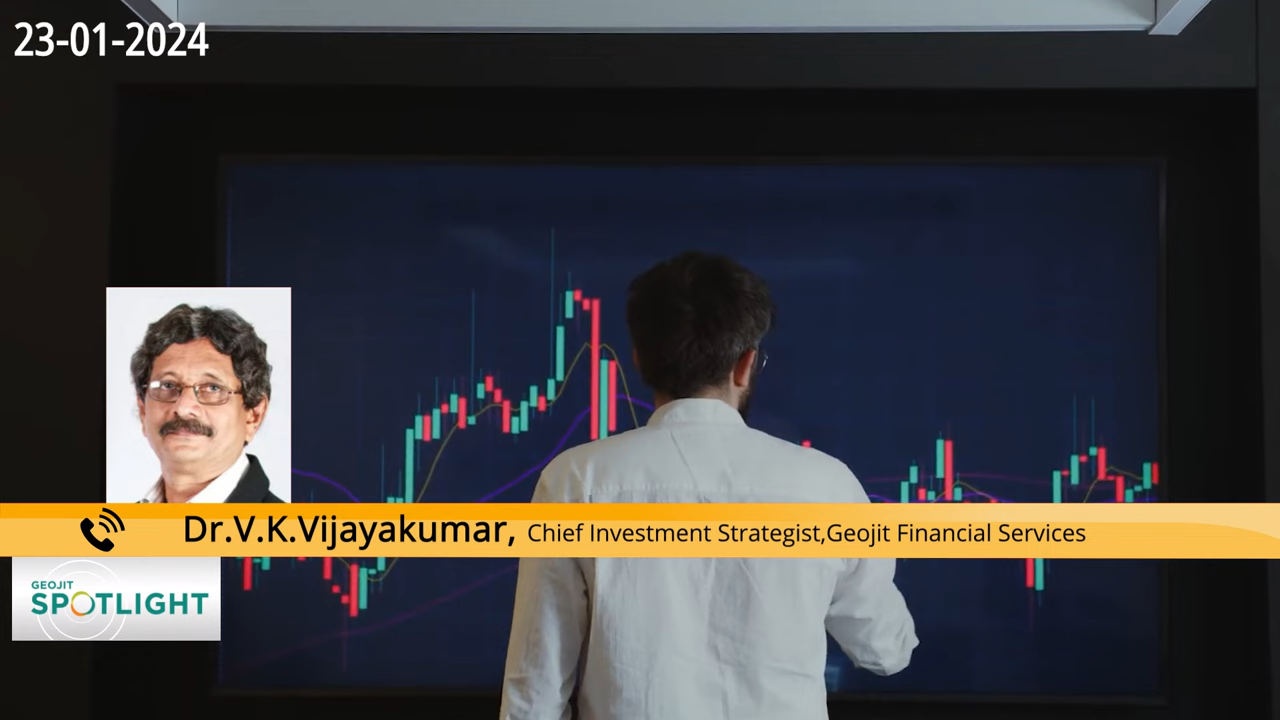 23-01-2024
Dr.V.K.Vijayakumar, Chief Investment Strategist,Geojit Financial Services
GEOJIT
SPOTLIGHT